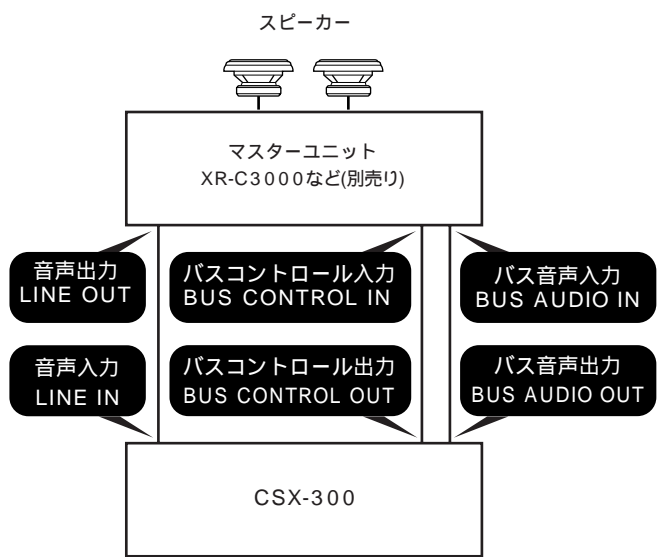 スピーカー
マスターユニット
XR-C3000など(別売り)
音声出力
LINE OUT
バスコントロール入力
BUS CONTROL IN
バス音声入力
BUS AUDIO IN
音声入力
LINE IN
バスコントロール出力
BUS CONTROL OUT
バス音声出力
BUS AUDIO OUT
CSX-300